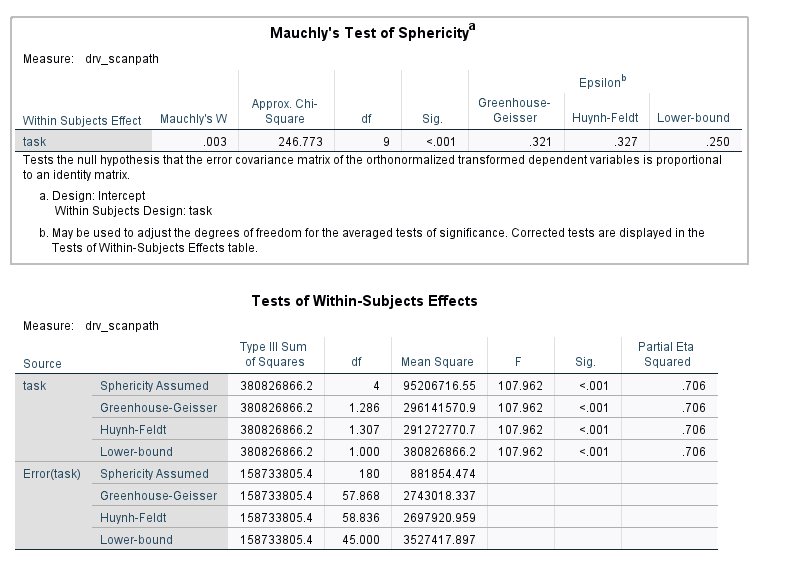 Mauchly's Test of Sphericitya
Measure: drv_scanpath
Epsilonb
Within Subjects Effect Mauchly's W Approx. Chi-Square df Sig. Greenhouse-Geisser Huynh-Feldt Lower-bound
task .003 246.773 9 <.001 .321 .327 .250
Tests the null hypothesis that the error covariance matrix of the orthonormalized transformed dependent variables is proportional
to an identity matrix.
a. Design: Intercept
Within Subjects Design: task
b. May be used to adjust the degrees of freedom for the averaged tests of significance. Corrected tests are displayed in the
Tests of Within-Subjects Effects table.
Tests of Within-Subjects Effects
Measure: drv_scanpath
Source Type III Sum of Squares df Mean Square F Sig. Partial Eta Squared
task Sphericity Assumed 380826866.2 4 95206716.55 107.962 <.001 .706
Greenhouse-Geisser 380826866.2 1.286 296141570.9 107.962 <.001 .706
Huynh-Feldt 380826866.2 1.307 291272770.7 107.962 <.001 .706
Lower-bound 380826866.2 1.000 380826866.2 107.962 <.001 .706
Error(task) Sphericity Assumed 158733805.4 180 881854.474
Greenhouse-Geisser 158733805.4 57.868 2743018.337
Huynh-Feldt 158733805.4 58.836 2697920.959
Lower-bound 158733805.4 45.000 3527417.897